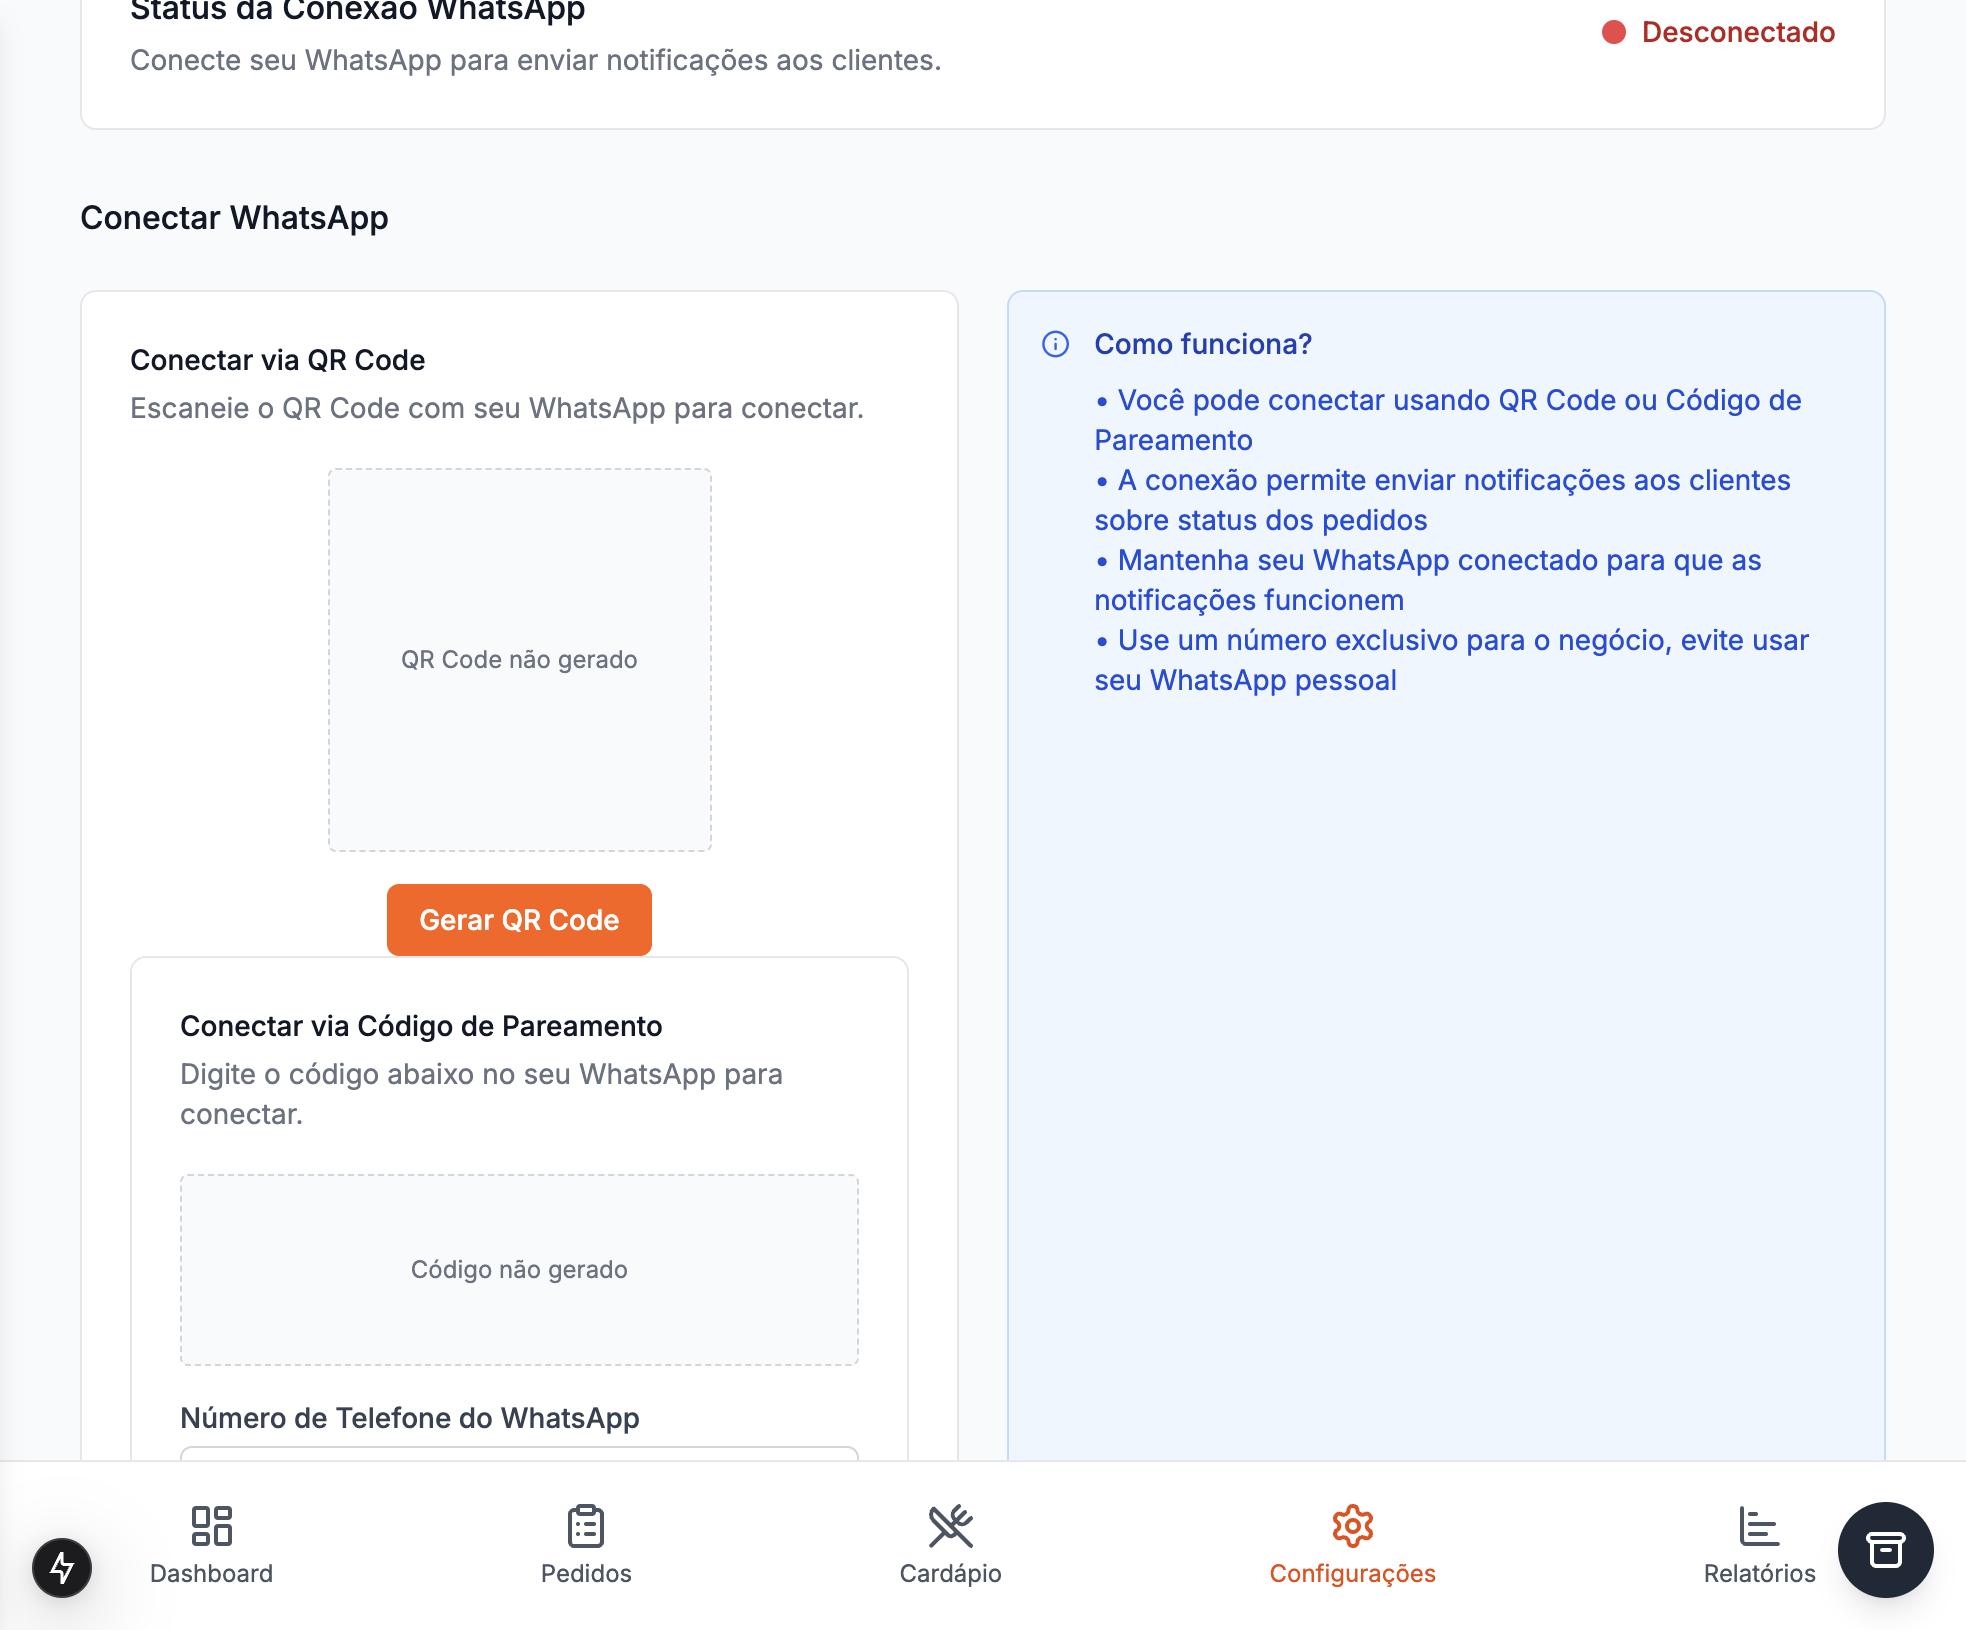 Status da Conexão WhatsApp
Conecte seu WhatsApp para enviar notificações aos clientes.
Desconectado
Conectar WhatsApp
Conectar via QR Code
Escaneie o QR Code com seu WhatsApp para conectar.
QR Code não gerado
Gerar QR Code
Conectar via Código de Pareamento
Digite o código abaixo no seu WhatsApp para
conectar.
Código não gerado
Número de Telefone do WhatsApp
Como funciona?
• Você pode conectar usando QR Code ou Código de
Pareamento
• A conexão permite enviar notificações aos clientes
sobre status dos pedidos
• Mantenha seu WhatsApp conectado para que as
notificações funcionem
• Use um número exclusivo para o negócio, evite usar
seu WhatsApp pessoal
Dashboard
Pedidos
Cardápio
Configurações
Relatórios